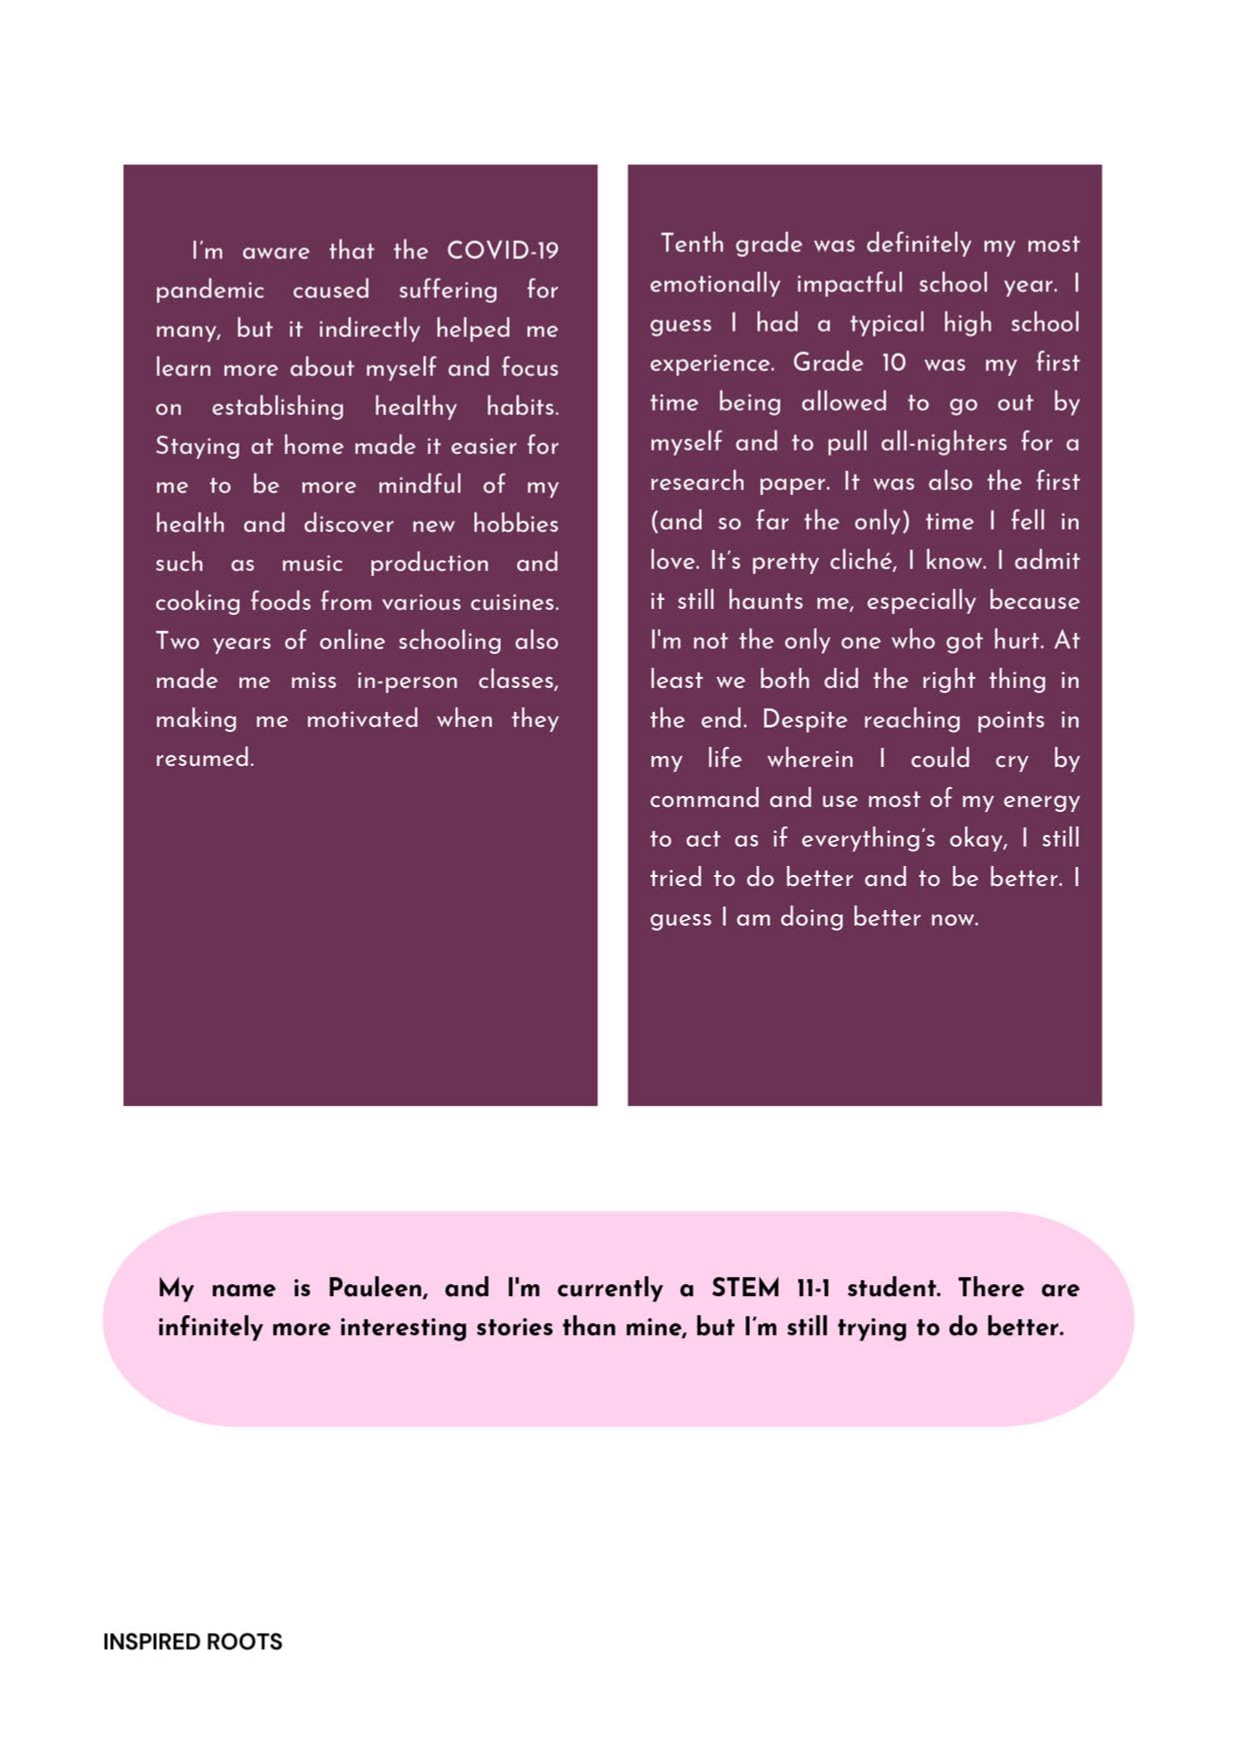 I’m aware that the COVID-19
pandemic caused suffering for
many, but it indirectly helped me
learn more about myself and focus
on establishing healthy habits.
Staying at home made it easier for
me to be more mindful of my
health and discover new hobbies
such as music production and
cooking foods from various cuisines.
Two years of online schooling also
made me miss in-person classes,
making me motivated when they
resumed.
Tenth grade was definitely my most
emotionally impactful school year. I
guess I had a typical high school
experience. Grade 10 was my first
time being allowed to go out by
myself and to pull all-nighters for a
research paper. It was also the first
(and so far the only) time I fell in
love. It’s pretty cliché, I know. I admit
it still haunts me, especially because
I'm not the only one who got hurt. At
least we both did the right thing in
the end. Despite reaching points in
my life wherein I could cry by
command and use most of my energy
to act as if everything’s okay, I still
tried to do better and to be better. I
guess I am doing better now.
My name is Pauleen, and I'm currently a STEM 11-1 student. There are
infinitely more interesting stories than mine, but I’m still trying to do better.
INSPIRED ROOTS